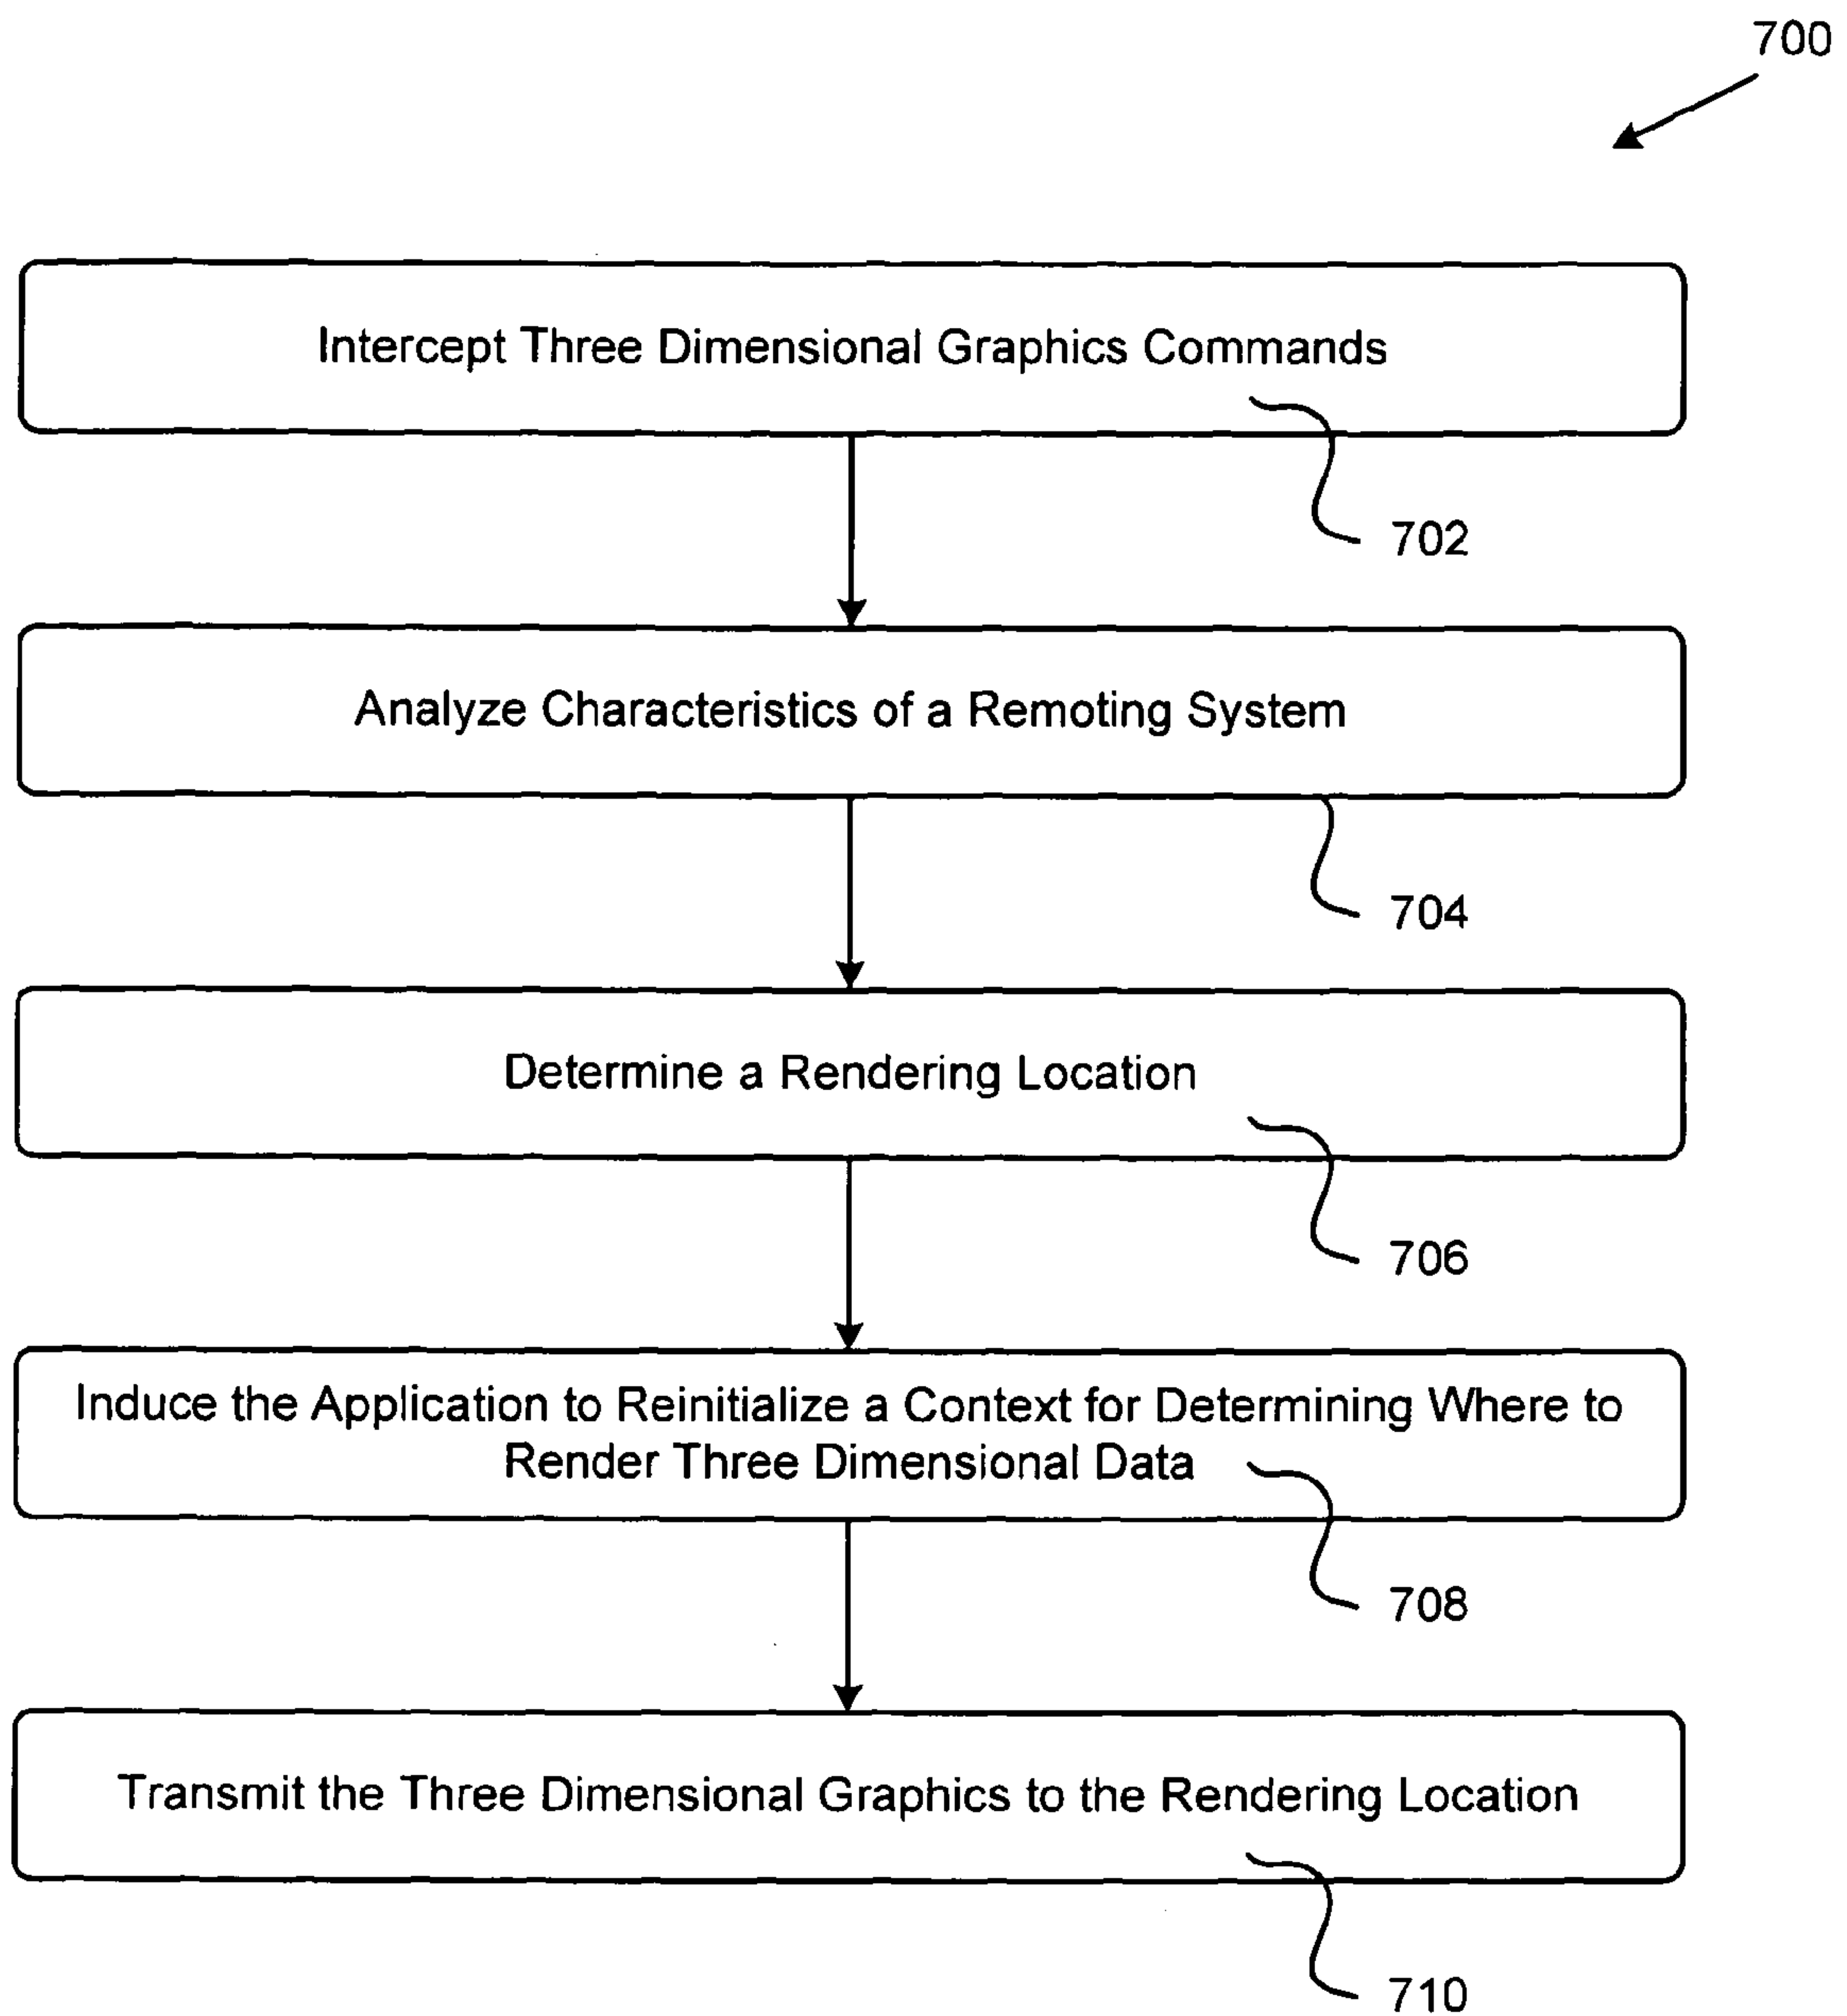 700
Intercept Three Dimensional Graphics Commands
702
Analyze Characteristics of a Remoting System
704
Determine a Rendering Location
706
Induce the Application to Reinitialize a Context for Determining Where to
Render Three Dimensional Data
708
Transmit the Three Dimensional Graphics to the Rendering Location
710